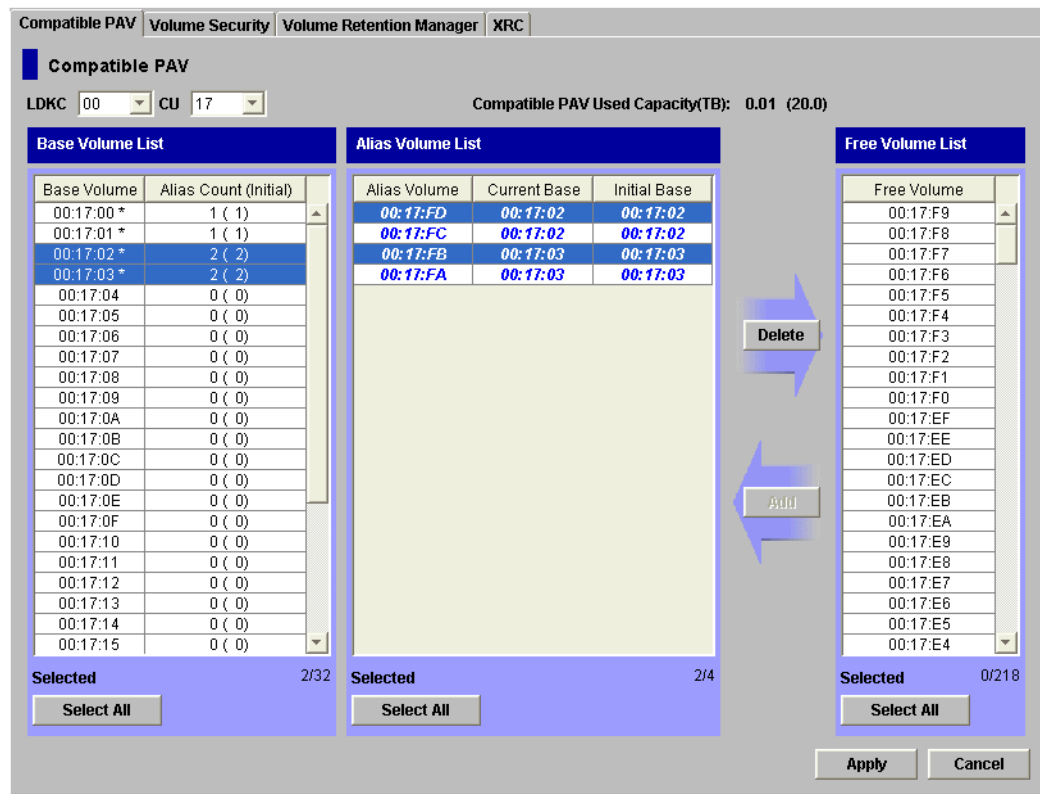 Compatible PAV Volume Security Volume Retention Manager XRC
Compatible PAV
LDKC 00 CU 17 Compatible PAV Used Capacity(TB): 0.01 (20.0)
Base Volume List Alias Volume List Free Volume List
Base Volume Alias Count (Initial) Alias Volume Current Base Initial Base Free Volume
00:17:00 * 1 ( 1) 00:17:FD 00:17:02 00:17:02 00:17:F9
00:17:01 * 1 ( 1) 00:17:FC 00:17:02 00:17:02 00:17:F8
00:17:02 * 2 ( 2) 00:17:FB 00:17:03 00:17:03 00:17:F7
00:17:03 * 2 ( 2) 00:17:FA 00:17:03 00:17:03 00:17:F6
00:17:04 0 ( 0) 00:17:F5
00:17:05 0 ( 0) 00:17:F4
00:17:06 0 ( 0) Delete 00:17:F3
00:17:07 0 ( 0) 00:17:F2
00:17:08 0 ( 0) 00:17:F1
00:17:09 0 ( 0) 00:17:F0
00:17:0A 0 ( 0) 00:17:EF
00:17:0B 0 ( 0) 00:17:EE
00:17:0C 0 ( 0) 00:17:ED
00:17:0D 0 ( 0) 00:17:EC
00:17:0E 0 ( 0) Add 00:17:EB
00:17:0F 0 ( 0) 00:17:EA
00:17:10 0 ( 0) 00:17:E9
00:17:11 0 ( 0) 00:17:E8
00:17:12 0 ( 0) 00:17:E7
00:17:13 0 ( 0) 00:17:E6
00:17:14 0 ( 0) 00:17:E5
00:17:15 0 ( 0) 00:17:E4
Selected 2/32 Selected 2/4 Selected 0/218
Select All Select All Select All
Apply Cancel